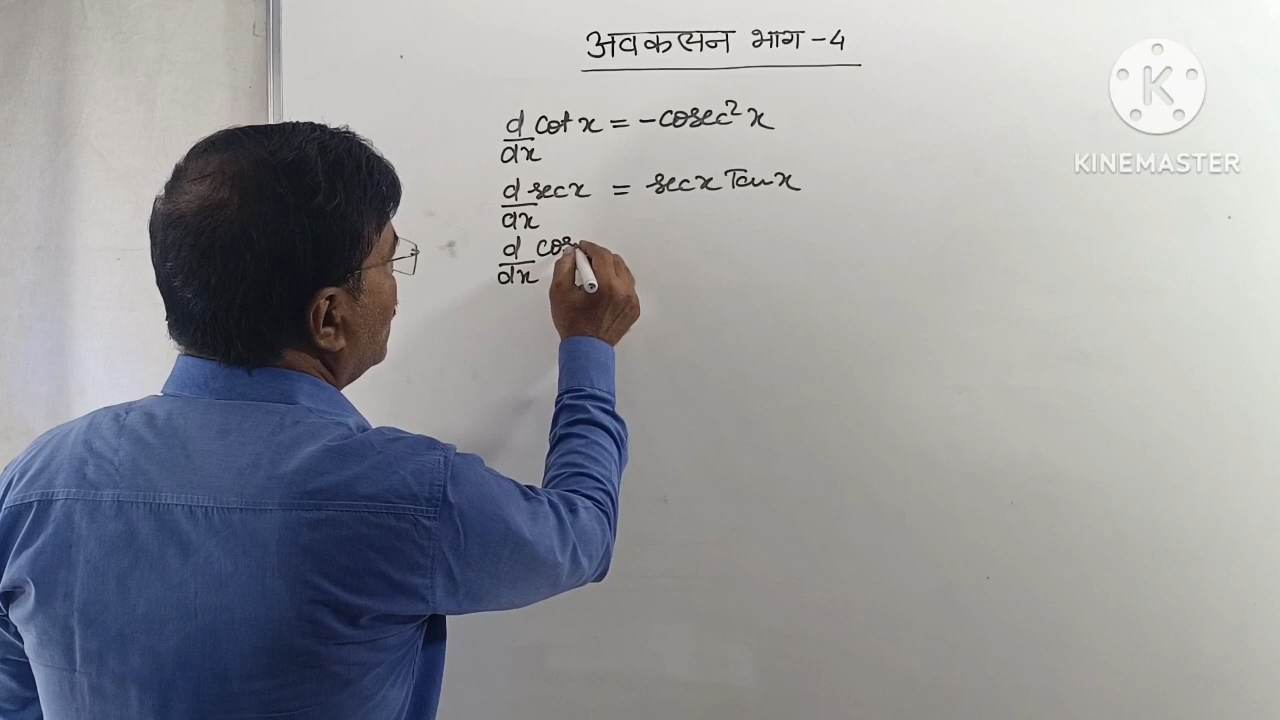 अवकलन भाग -4
d/dx cot x = -cosec² x
d/dx sec x = sec x Tan x
d/dx cos
KINEMASTER